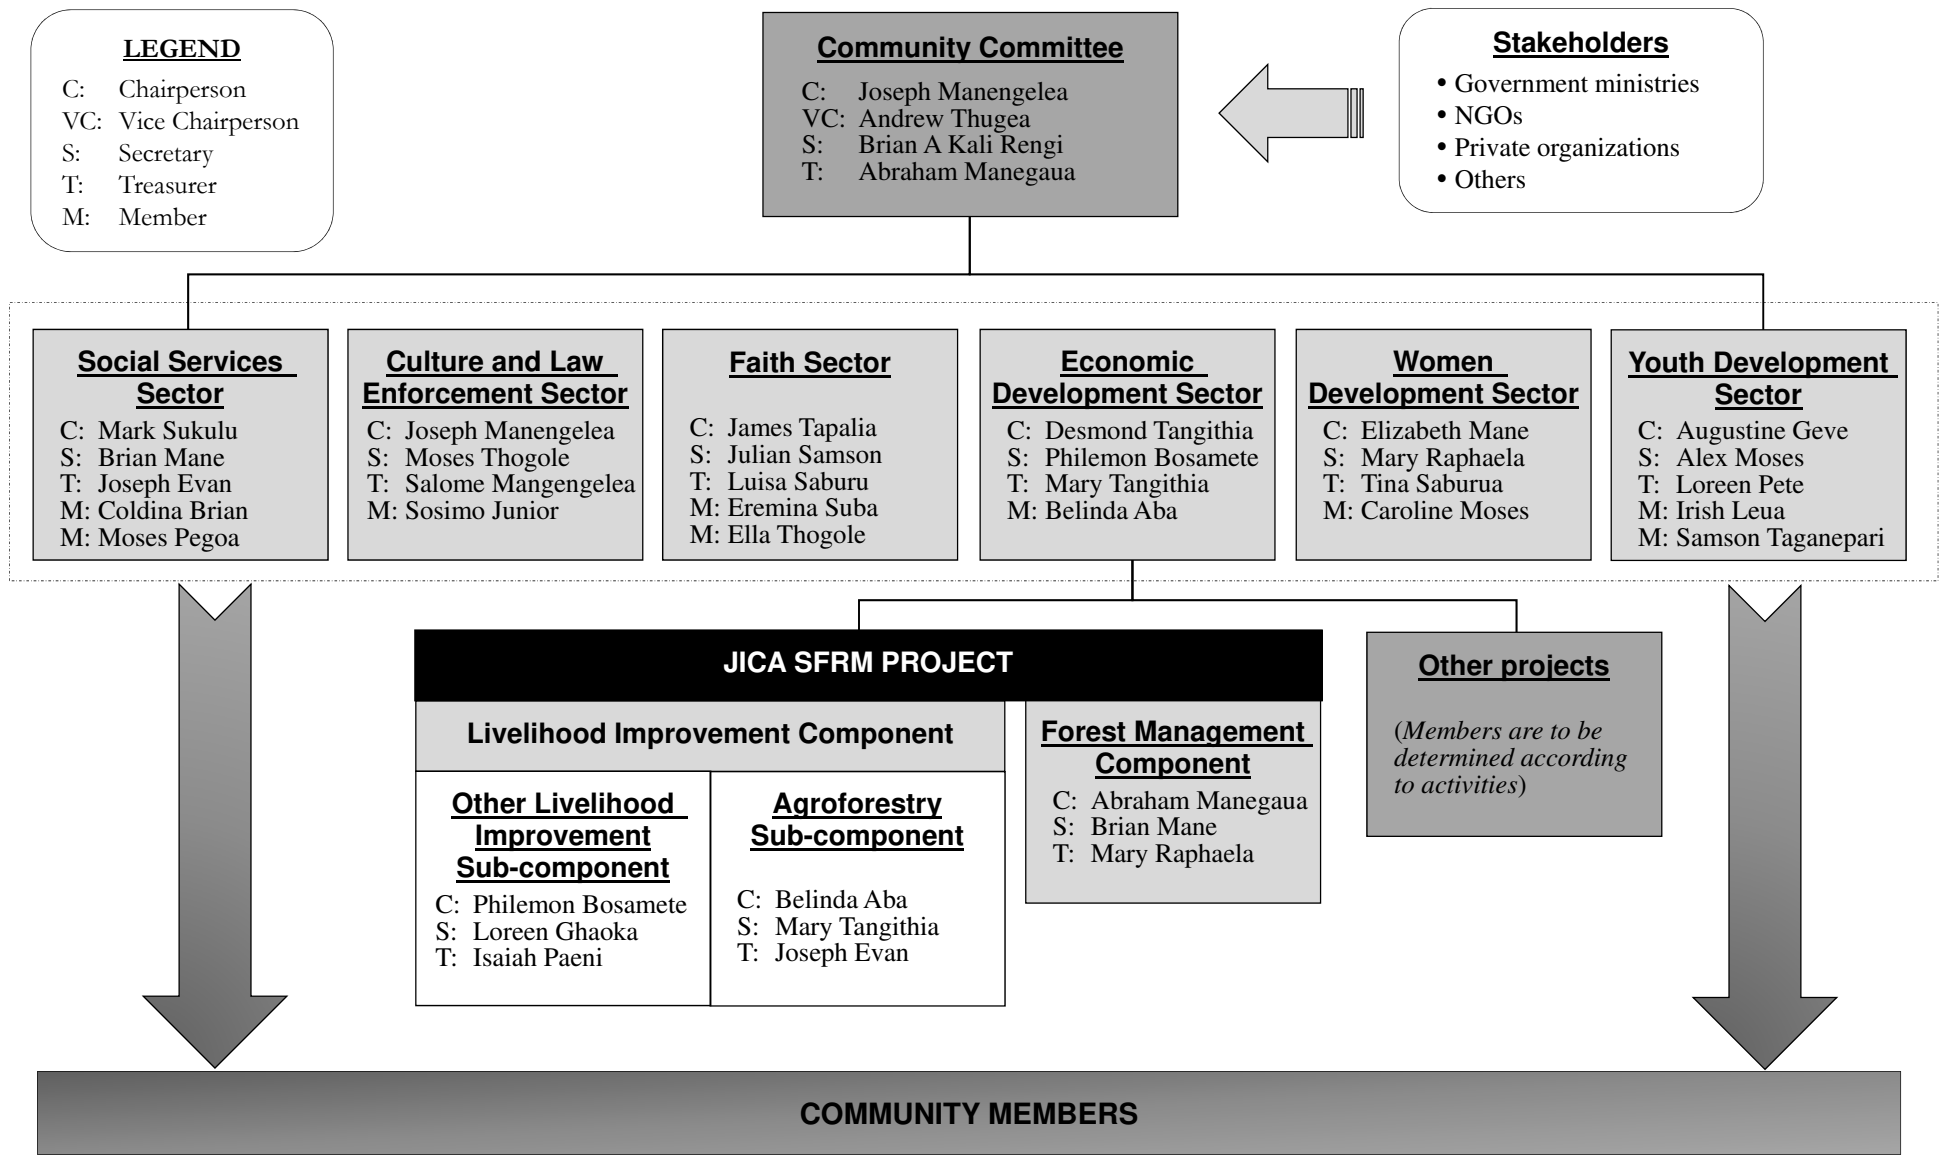 LEGEND
C: Chairperson
VC: Vice Chairperson
S: Secretary
T: Treasurer
M: Member
Community Committee
C: Joseph Manengelea
VC: Andrew Thugea
S: Brian A Kali Rengi
T: Abraham Manegaua
Stakeholders
• Government ministries
• NGOs
• Private organizations
• Others
Social Services
Sector
C: Mark Sukulu
S: Brian Mane
T: Joseph Evan
M: Coldina Brian
M: Moses Pegoa
Culture and Law
Enforcement Sector
C: Joseph Manengelea
S: Moses Thogole
T: Salome Mangengelea
M: Sosimo Junior
Faith Sector
C: James Tapalia
S: Julian Samson
T: Luisa Saburu
M: Eremina Suba
M: Ella Thogole
Economic
Development Sector
C: Desmond Tangithia
S: Philemon Bosamete
T: Mary Tangithia
M: Belinda Aba
Women
Development Sector
C: Elizabeth Mane
S: Mary Raphaela
T: Tina Saburua
M: Caroline Moses
Youth Development
Sector
C: Augustine Geve
S: Alex Moses
T: Loreen Pete
M: Irish Leua
M: Samson Taganepari
JICA SFRM PROJECT
Livelihood Improvement Component
Other Livelihood
Improvement
Sub-component
C: Philemon Bosamete
S: Loreen Ghaoka
T: Isaiah Paeni
Agroforestry
Sub-component
C: Belinda Aba
S: Mary Tangithia
T: Joseph Evan
Forest Management
Component
C: Abraham Manegaua
S: Brian Mane
T: Mary Raphaela
Other projects
(Members are to be
determined according
to activities)
COMMUNITY MEMBERS